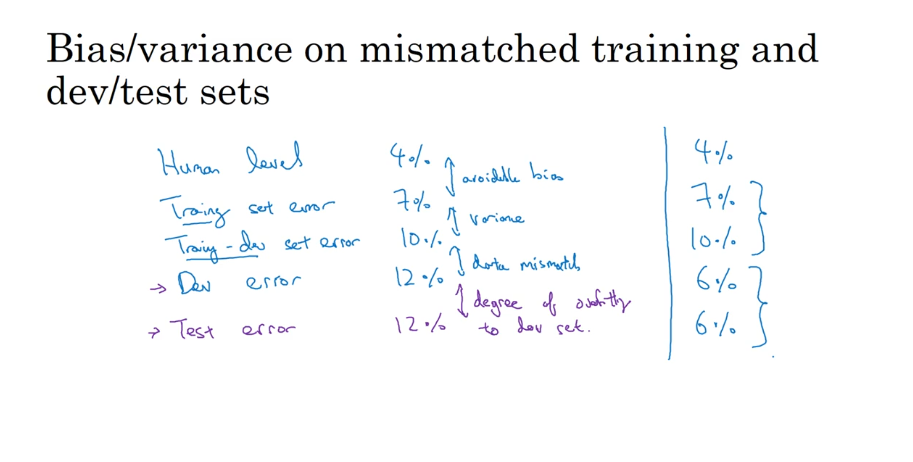 Bias/variance on mismatched training and
dev/test sets
Human level 4% 4%
avoidable bias
Training set error 7% 7%
variance
Training-dev set error 10% 10%
data mismatch
→ Dev error 12% 6%
degree of overfitting
to dev set.
→ Test error 12% 6%